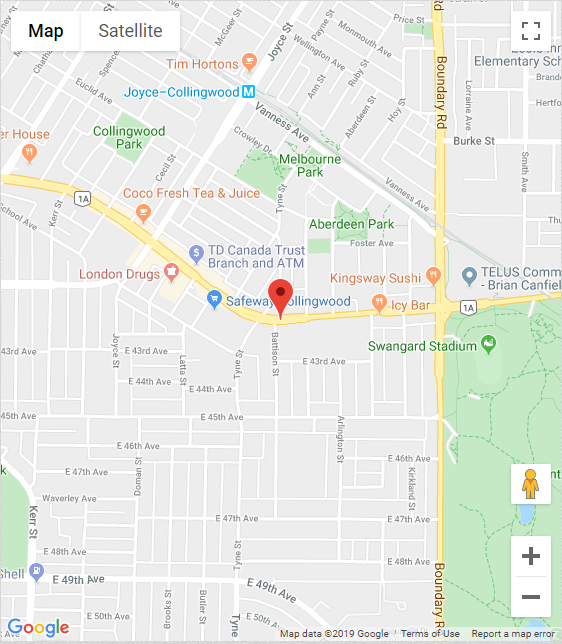 Map
Satellite
McGeer St
Joyce St
Payne St
Price St
Monmouth Ave
Wellington Ave
Ruby St
Ann St
Elementary Sch
Tim Hortons
Boundary Rd
Lorraine Ave
Hertfor
Euclid Ave
Joyce–Collingwood
M
Vanness Ave
Aberdeen St
Hoy St
Collingwood
Park
Crowley Dr
Burke St
Smith Ave
er House
Cecil St
Melbourne
Park
Tyne St
Vanness Ave
1A
Coco Fresh Tea & Juice
School Ave
Kerr St
Aberdeen Park
Foster Ave
TD Canada Trust
Branch and ATM
London Drugs
Kingsway Sushi
TELUS Comm
- Brian Canfiel
Safeway Collingwood
Icy Bar
1A
Joyce St
Battison St
Swangard Stadium
E 43rd Ave
E 43rd Ave
Latta St
Tyne St
E 44th Ave
E 44th Ave
E 45th Ave
E 45th Ave
Arlington St
E 46th Ave
E 46th Ave
Boundary Rd
E 47th Ave
Doman St
Kirkland St
Waverley Ave
Kerr St
E 47th Ave
E 47th Ave
E 48th Ave
Tyne St
E 48th Ave
Shell
E 49th Ave
E 49th Ave
Boundary Rd
E 50th Ave
Brooks St
Butler St
Tyne
E 50th Ave
Google
Map data ©2019 Google
Terms of Use
Report a map error